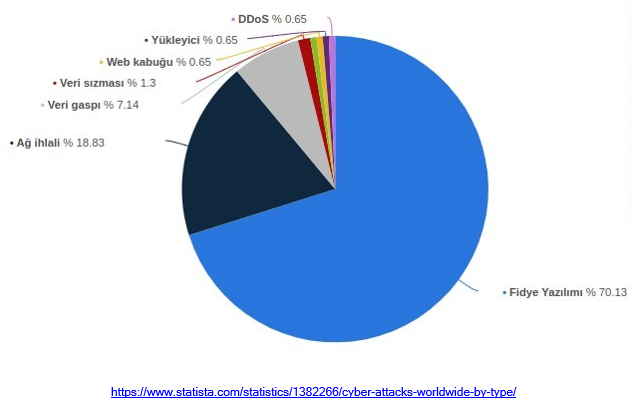 • DDoS % 0.65
• Yükleyici % 0.65
• Web kabuğu % 0.65
• Veri sızması % 1.3
• Veri gaspı % 7.14
• Ağ ihlali % 18.83
• Fidye Yazılımı % 70.13
https://www.statista.com/statistics/1382266/cyber-attacks-worldwide-by-type/